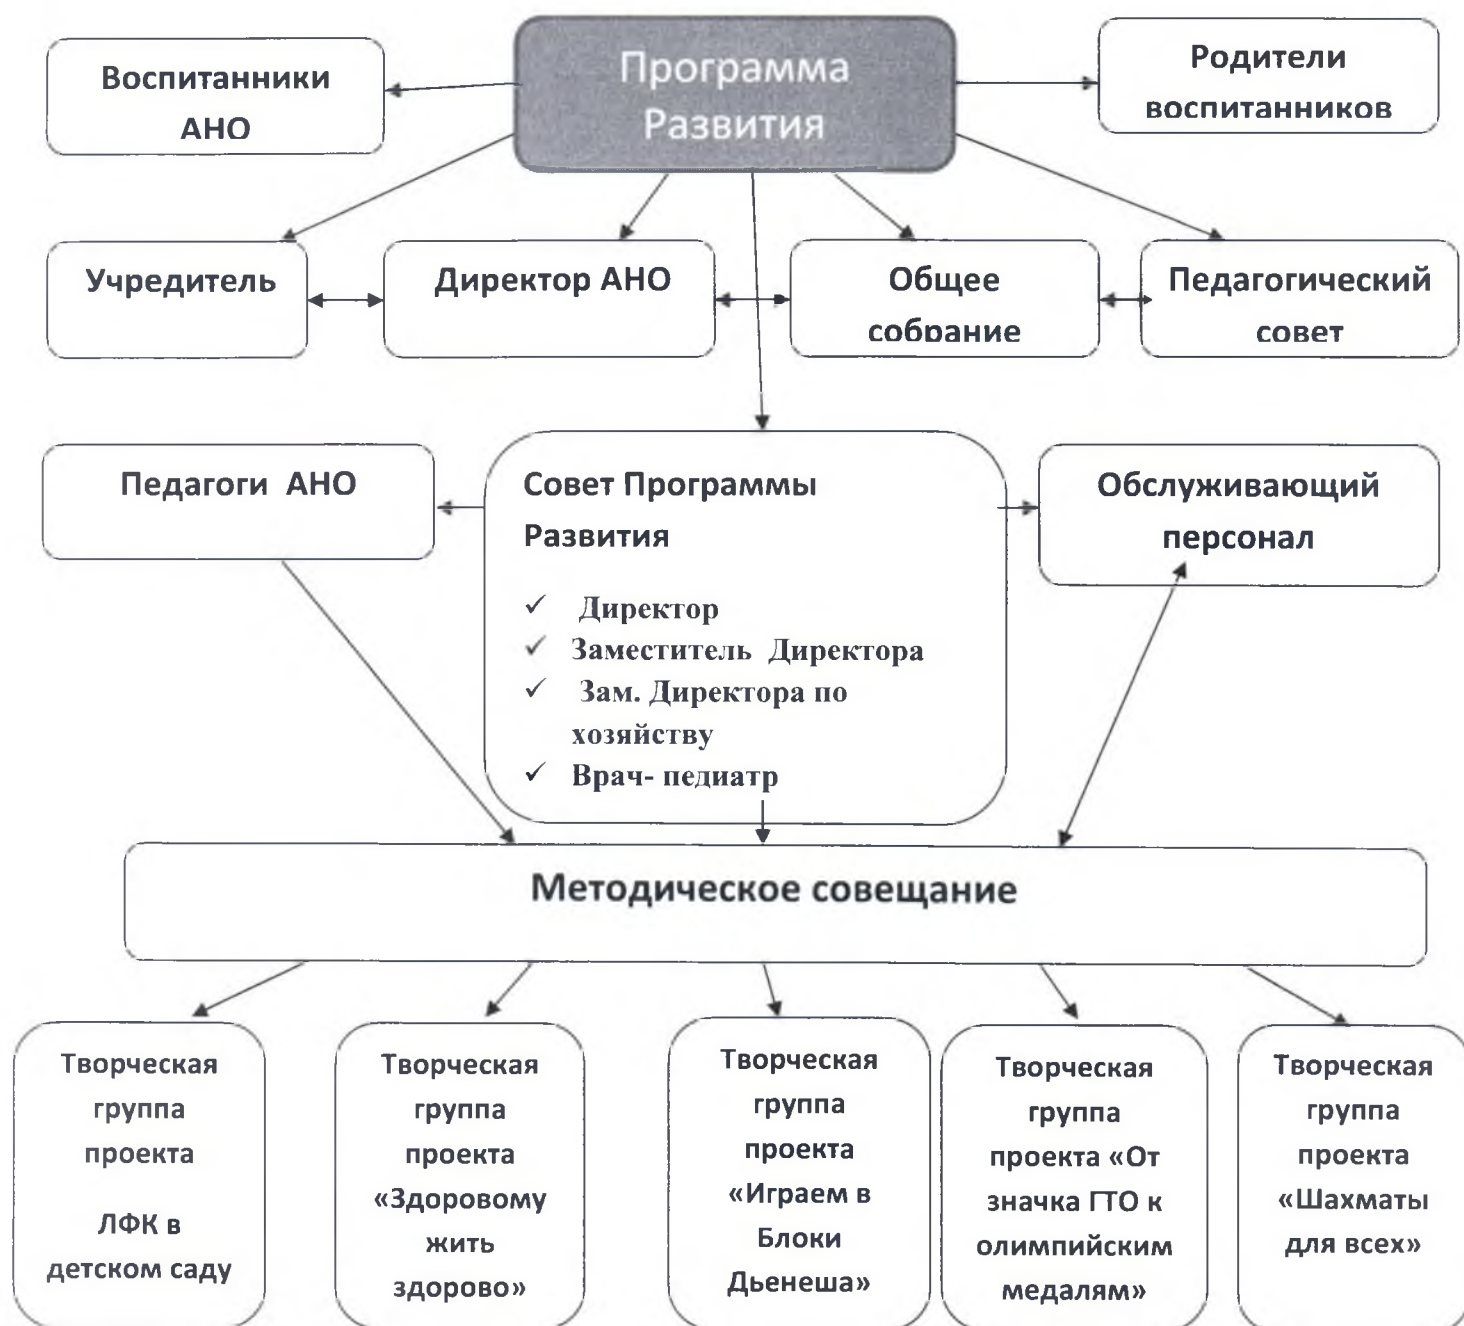 Программа
Развития
Воспитанники
АНО
Родители
воспитанников
Учредитель
Директор АНО
Общее
собрание
Педагогический
совет
Педагоги АНО
Совет Программы
Развития
✓ Директор
✓ Заместитель Директора
✓ Зам. Директора по
хозяйству
✓ Врач- педиатр
Обслуживающий
персонал
Методическое совещание
Творческая
группа
проекта
ЛФК в
детском саду
Творческая
группа
проекта
«Здоровому
жить
здорово»
Творческая
группа
проекта
«Играем в
Блоки
Дьенеша»
Творческая
группа
проекта «От
значка ГТО к
олимпийским
медалям»
Творческая
группа
проекта
«Шахматы
для всех»